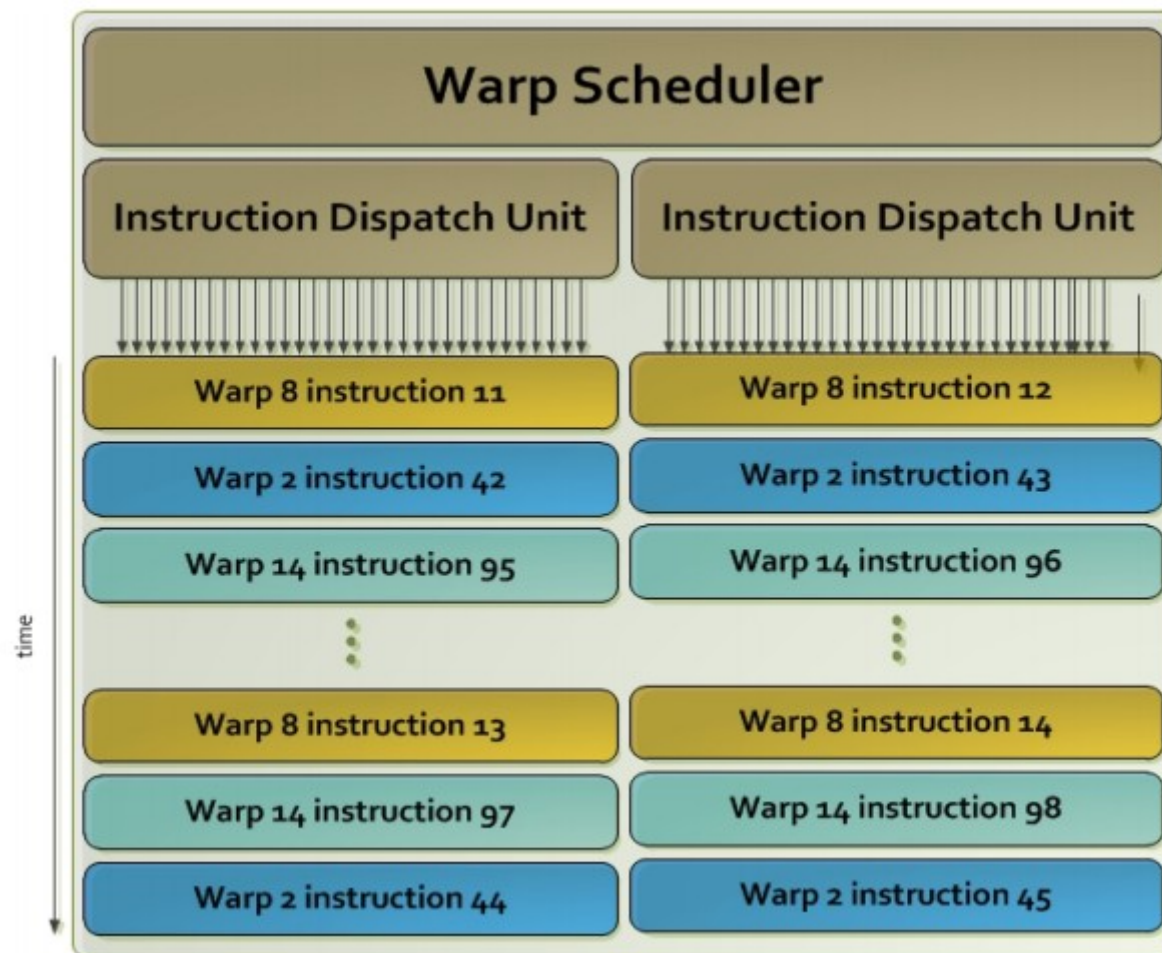 Warp Scheduler
Instruction Dispatch Unit
Instruction Dispatch Unit
Warp 8 instruction 11
Warp 8 instruction 12
Warp 2 instruction 42
Warp 2 instruction 43
Warp 14 instruction 95
Warp 14 instruction 96
time
Warp 8 instruction 13
Warp 8 instruction 14
Warp 14 instruction 97
Warp 14 instruction 98
Warp 2 instruction 44
Warp 2 instruction 45